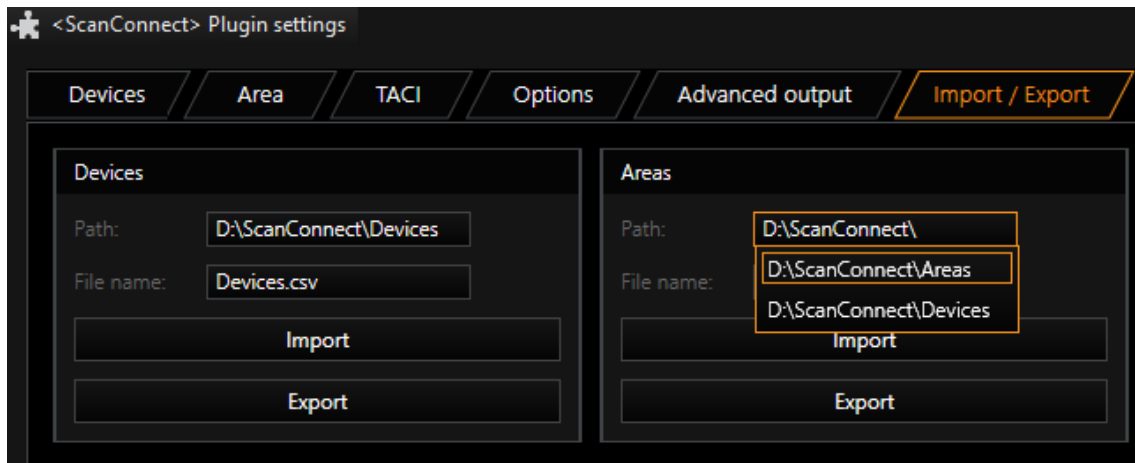 <ScanConnect> Plugin settings
Devices
Area
TACI
Options
Advanced output
Import / Export
Devices
Path:
D:\ScanConnect\Devices
File name:
Devices.csv
Import
Export
Areas
Path:
D:\ScanConnect\
D:\ScanConnect\Areas
D:\ScanConnect\Devices
File name:
Import
Export